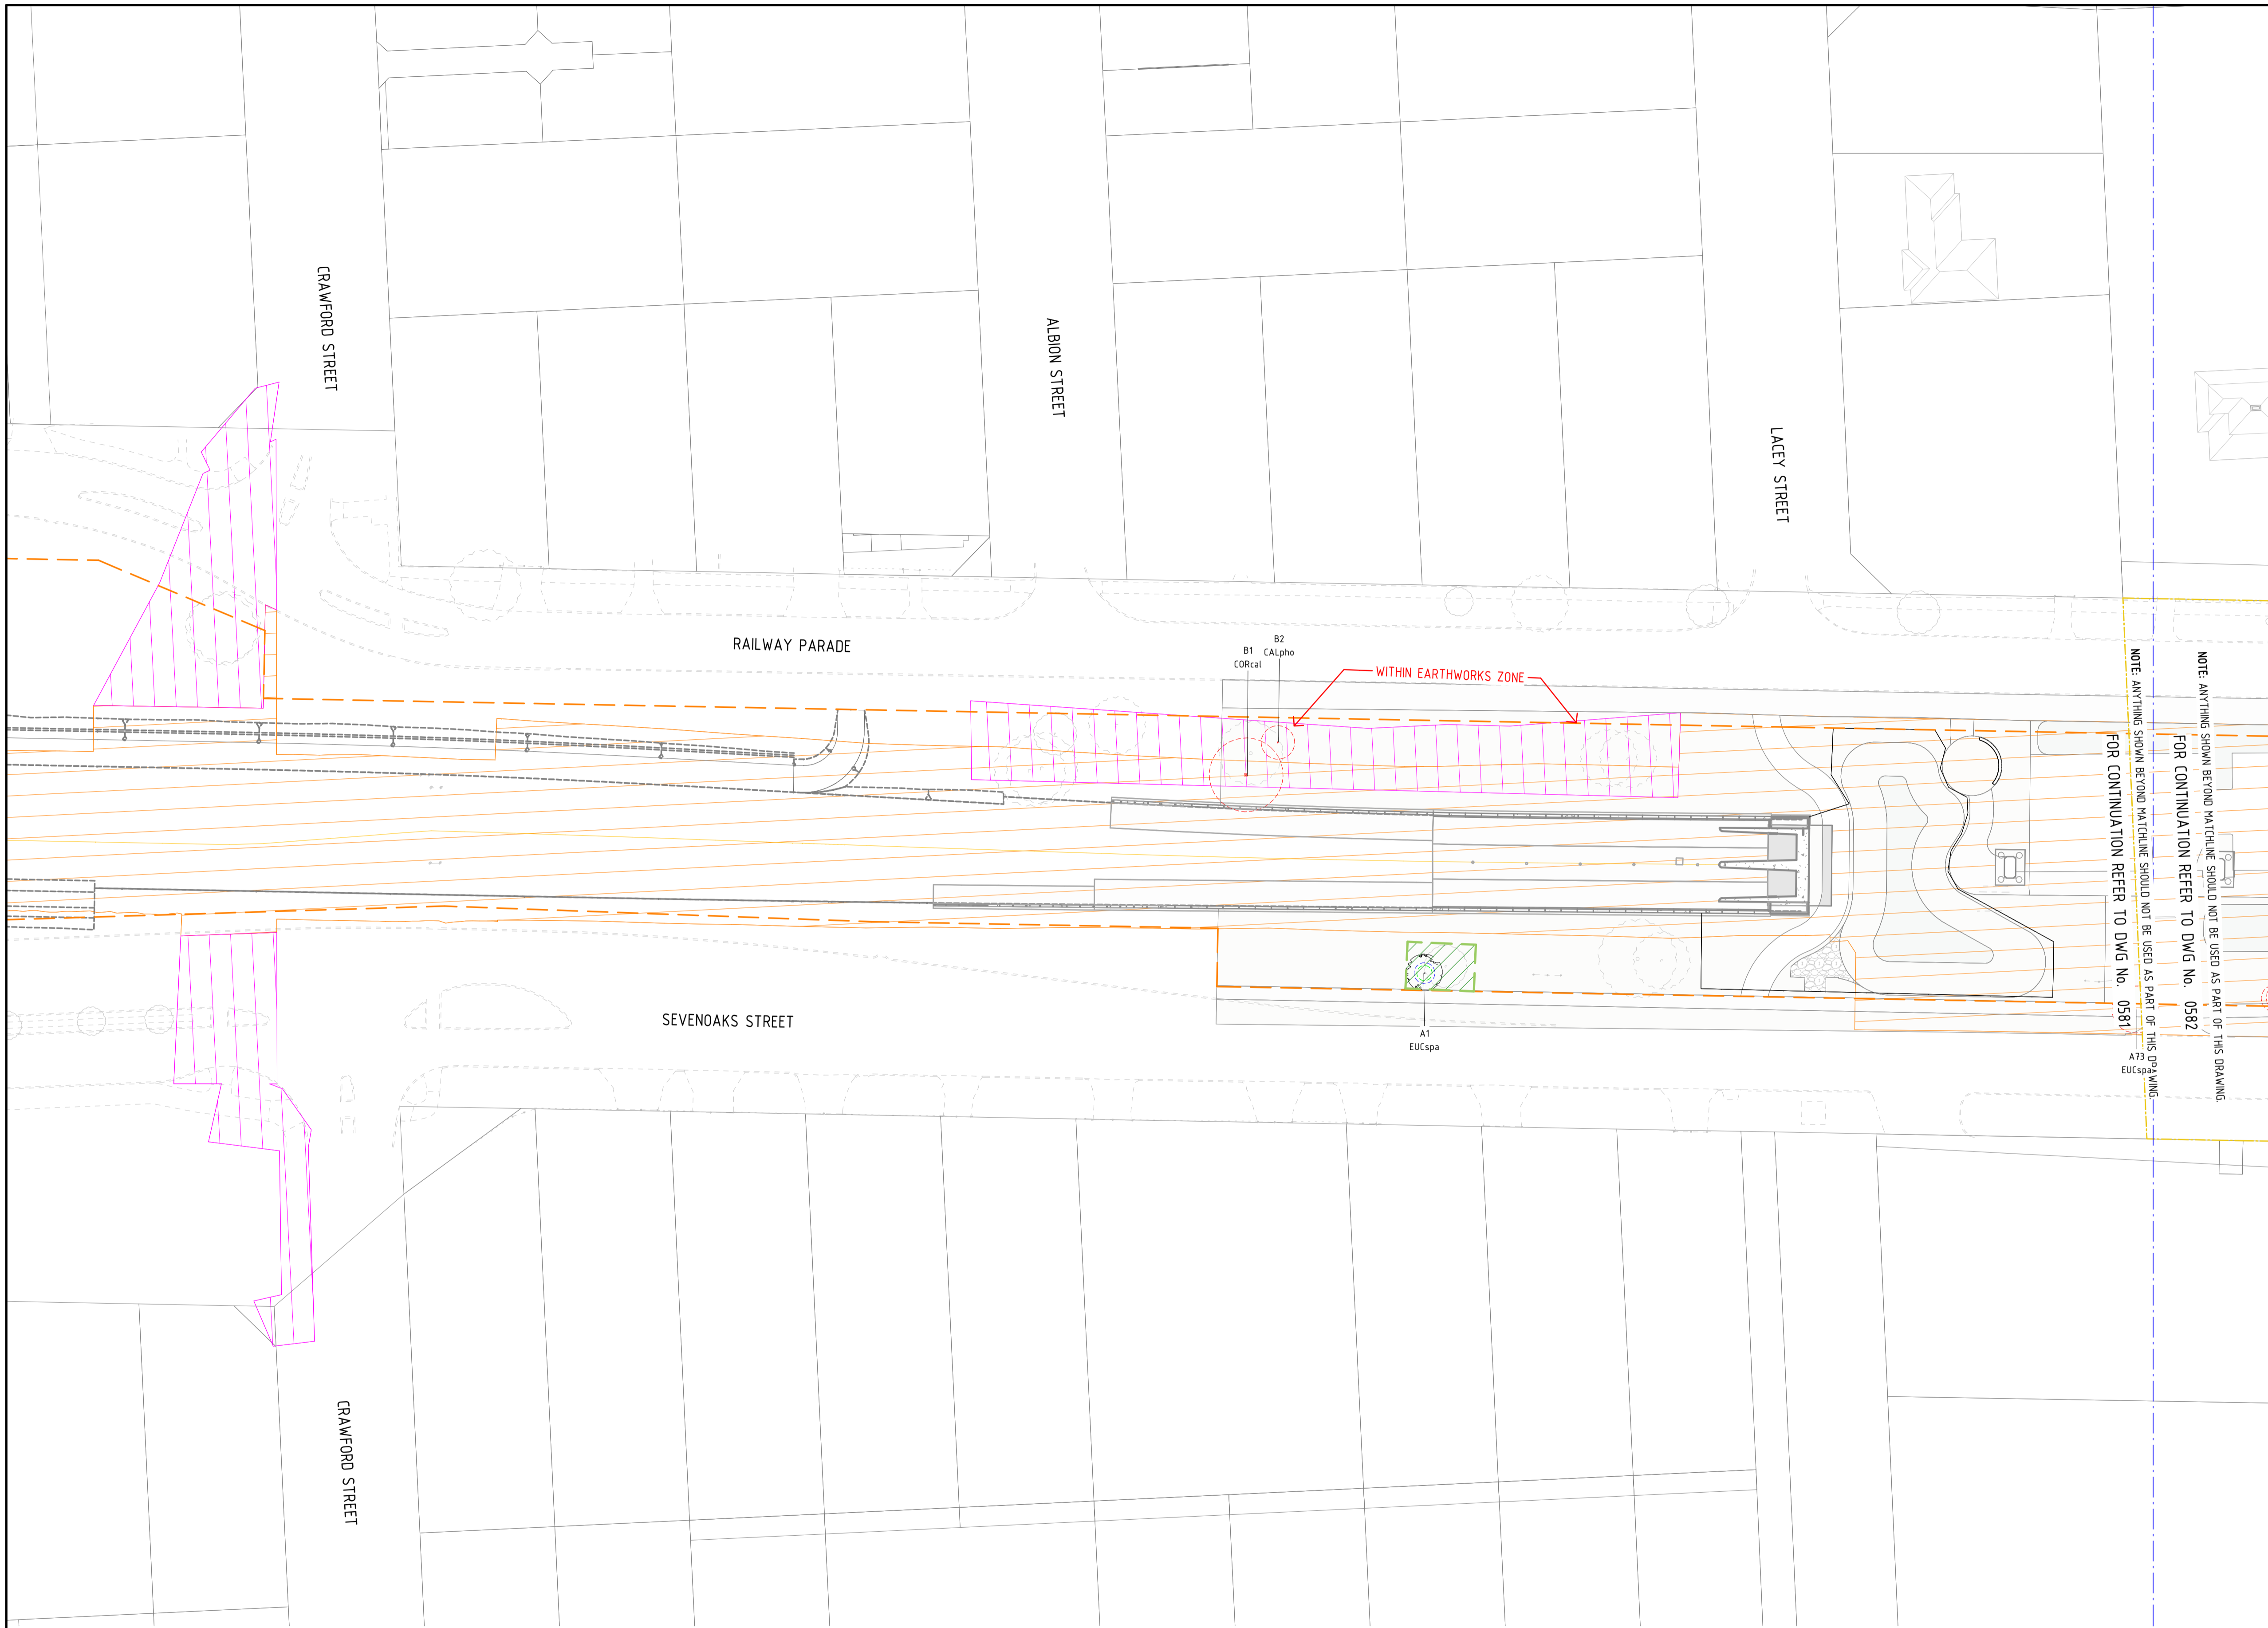 CRAWFORD STREET
ALBION STREET
LACEY STREET
RAILWAY PARADE
B2
CALpho
B1
CORcal
WITHIN EARTHWORKS ZONE
NOTE: ANYTHING SHOWN BEYOND MATCHLINE SHOULD NOT BE USED AS PART OF THIS DRAWING.
FOR CONTINUATION REFER TO DWG No. 0581
NOTE: ANYTHING SHOWN BEYOND MATCHLINE SHOULD NOT BE USED AS PART OF THIS DRAWING.
FOR CONTINUATION REFER TO DWG No. 0582
SEVENOAKS STREET
A1
EUCspa
A73
EUCspa
CRAWFORD STREET